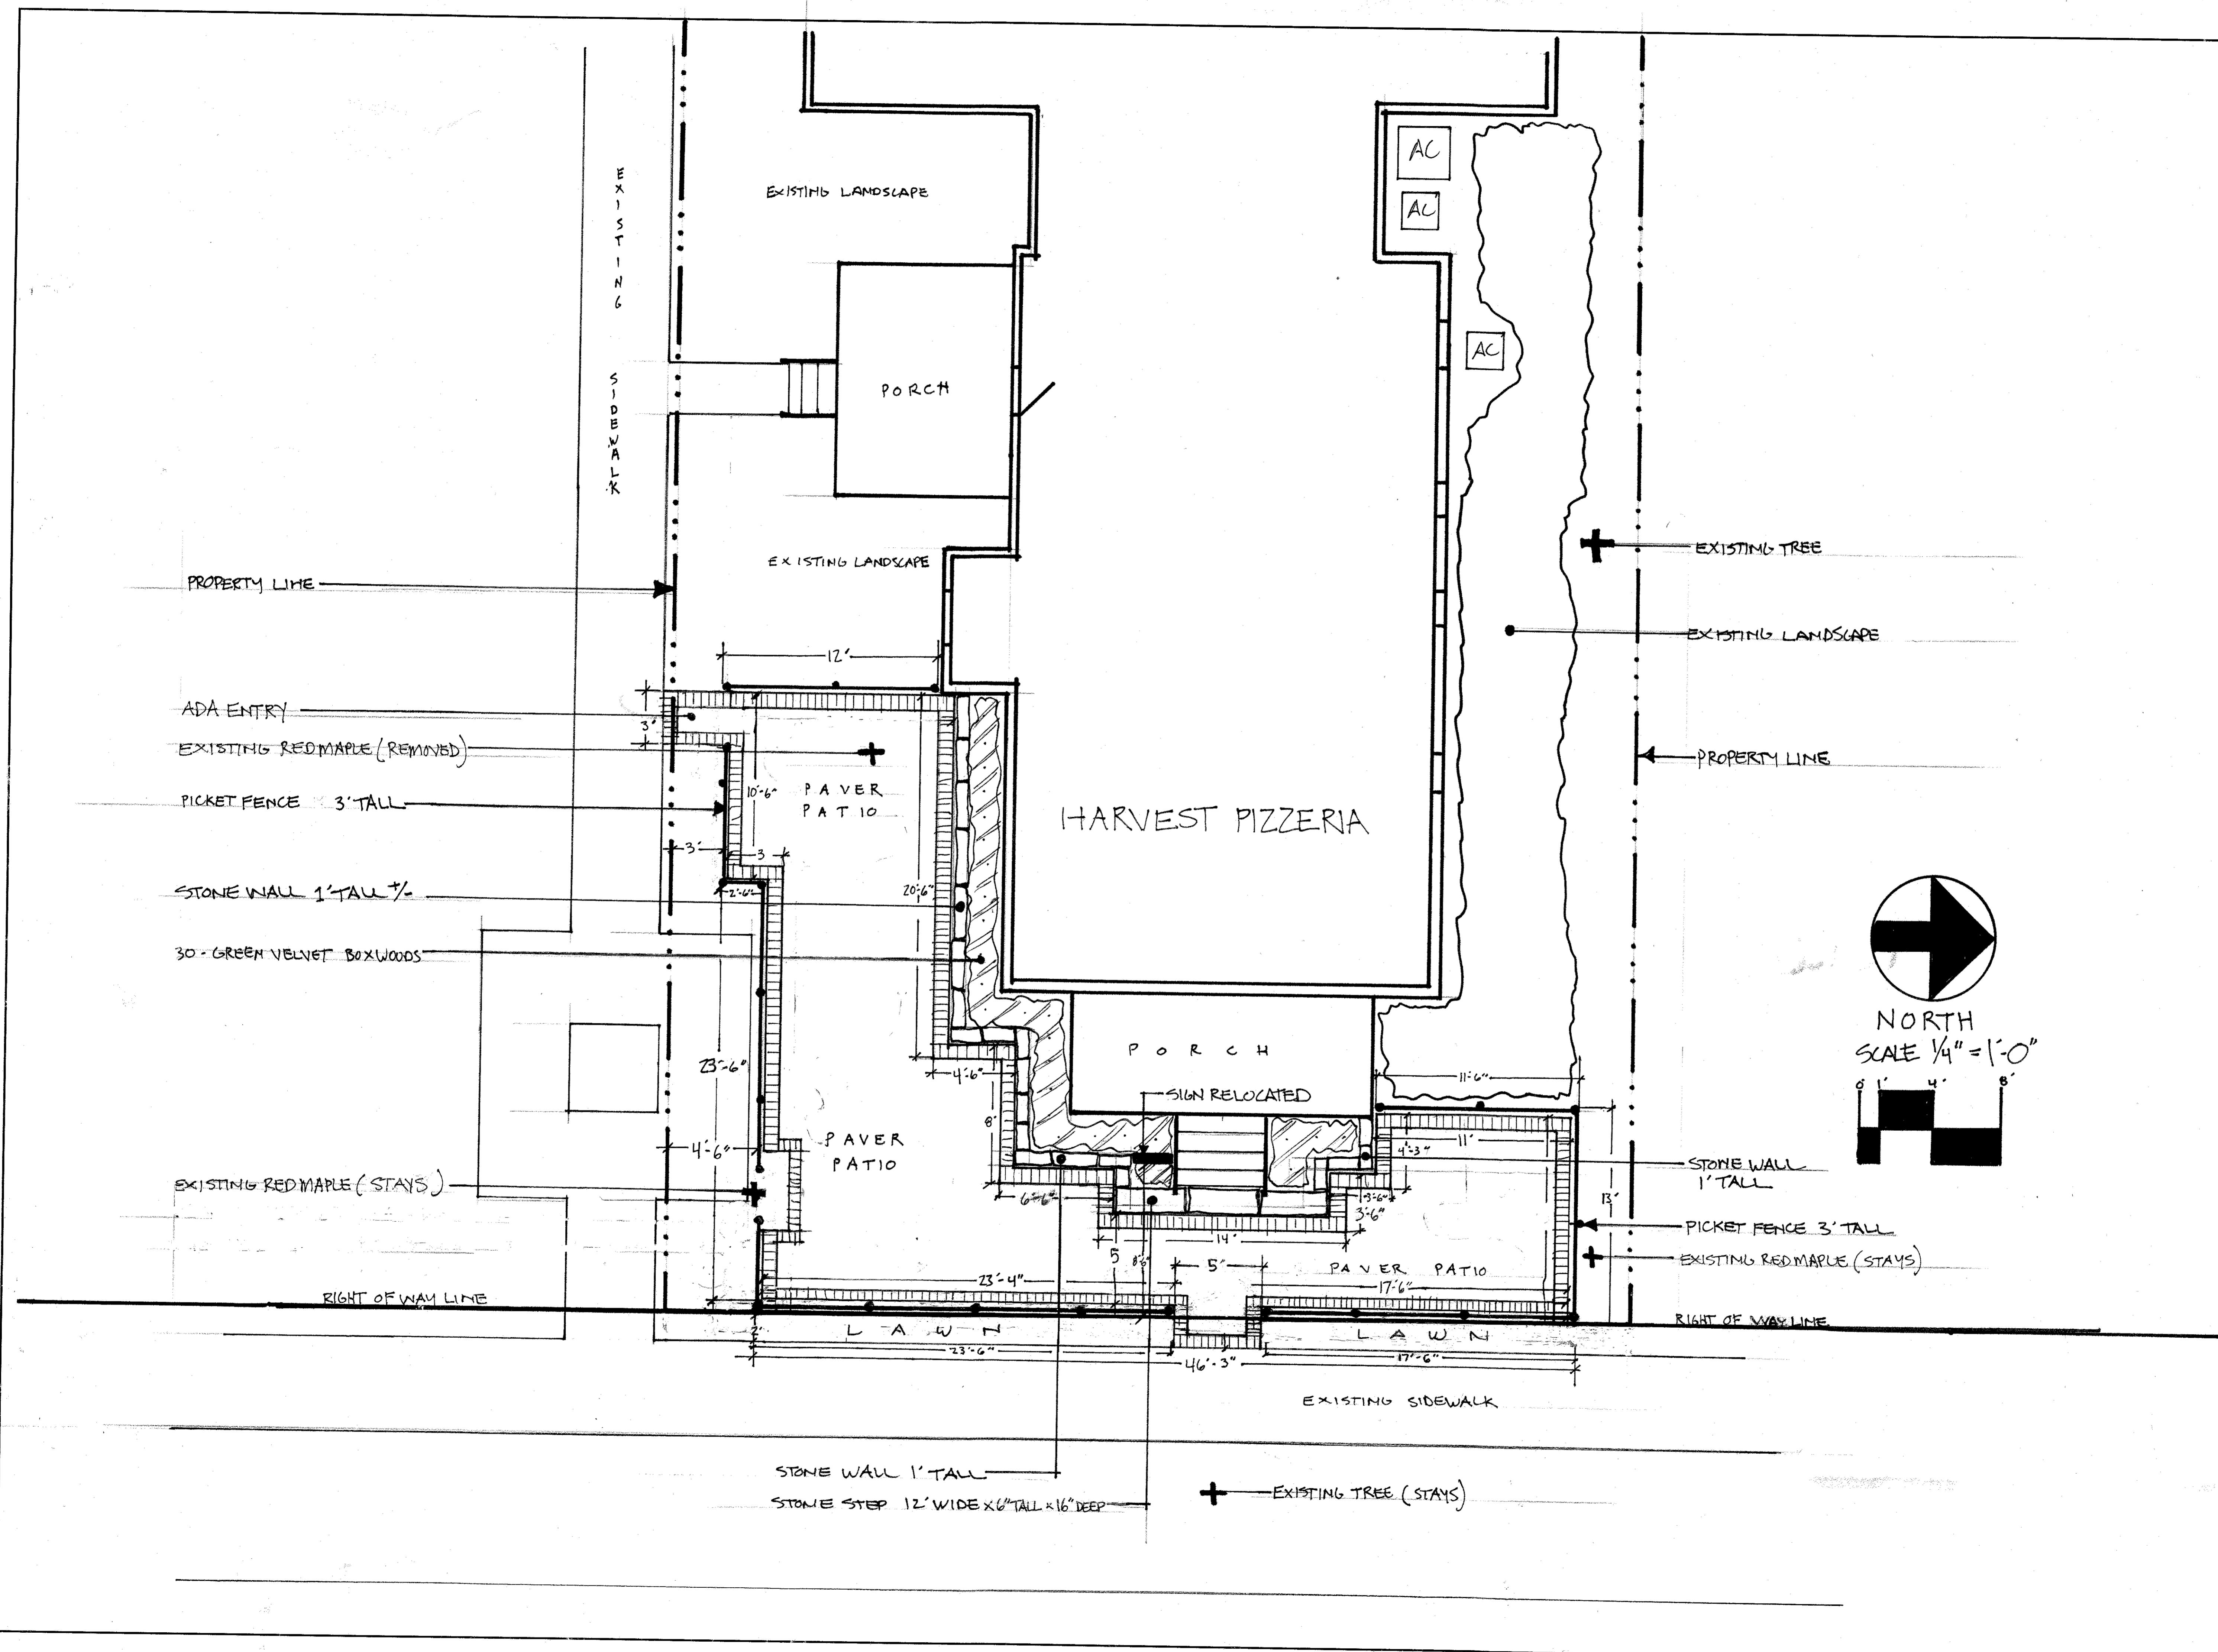 EXISTING SIDEWALK
EXISTING LANDSCAPE
AC
AC
AC
PORCH
EXISTING LANDSCAPE
EXISTING TREE
PROPERTY LINE
EXISTING LANDSCAPE
12'
ADA ENTRY
3'
EXISTING RED MAPLE (REMOVED)
PROPERTY LINE
PICKET FENCE 3' TALL
10'-6"
PAVER
PATIO
HARVEST PIZZERIA
3'
3
STONE WALL 1' TALL +/-
2'-6"
20'-6"
30 - GREEN VELVET BOXWOODS
NORTH
SCALE 1/4" = 1'-0"
0 1' 4' 8'
PORCH
23'-6"
4'-6"
11'-6"
SIGN RELOCATED
8'
PAVER
PATIO
4'-6"
11'
4'-3"
STONE WALL
1' TALL
EXISTING RED MAPLE (STAYS)
6'-6"
3'-6"
3'-6"
13'
PICKET FENCE 3' TALL
14'
5
8'-6"
5'
EXISTING RED MAPLE (STAYS)
PAVER PATIO
23'-4"
17'-6"
RIGHT OF WAY LINE
RIGHT OF WAY LINE
2'
LAWN
LAWN
23'-6"
17'-6"
46'-3"
EXISTING SIDEWALK
STONE WALL 1' TALL
STONE STEP 12' WIDE x 6" TALL x 16" DEEP
EXISTING TREE (STAYS)